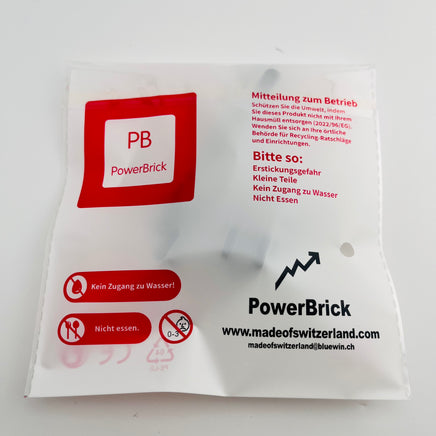 PB
PowerBrick
Mitteilung zum Betrieb
Schützen Sie die Umwelt, indem
Sie dieses Produkt nicht mit Ihrem
Hausmüll entsorgen (2022/96/EG).
Wenden Sie sich an Ihre örtliche
Behörde für Recycling-Ratschläge
und Einrichtungen.
Bitte so:
Erstickungsgefahr
Kleine Teile
Kein Zugang zu Wasser
Nicht Essen
Kein Zugang zu Wasser!
Nicht essen.
0-3
PowerBrick
www.madeofswitzerland.com
madeofswitzerland@bluewin.ch